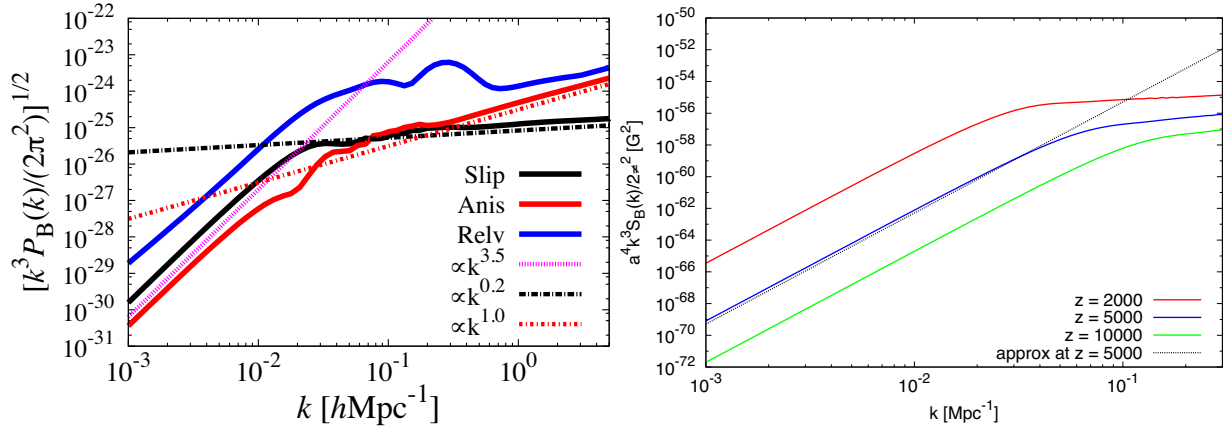 10^-22
10^-23
10^-24
10^-25
10^-26
10^-27
10^-28
10^-29
10^-30
10^-31
[k^3 P_B(k)/(2π^2)]^1/2
Slip
Anis
Relv
∝k^3.5
∝k^0.2
∝k^1.0
10^-3 10^-2 10^-1 10^0
k [hMpc^-1]
10^-50
10^-52
10^-54
10^-56
10^-58
10^-60
10^-62
10^-64
10^-66
10^-68
10^-70
10^-72
a^4k^3S_B(k)/2≠^2 [G^2]
z = 2000
z = 5000
z = 10000
approx at z = 5000
10^-3 10^-2 10^-1
k [Mpc^-1]